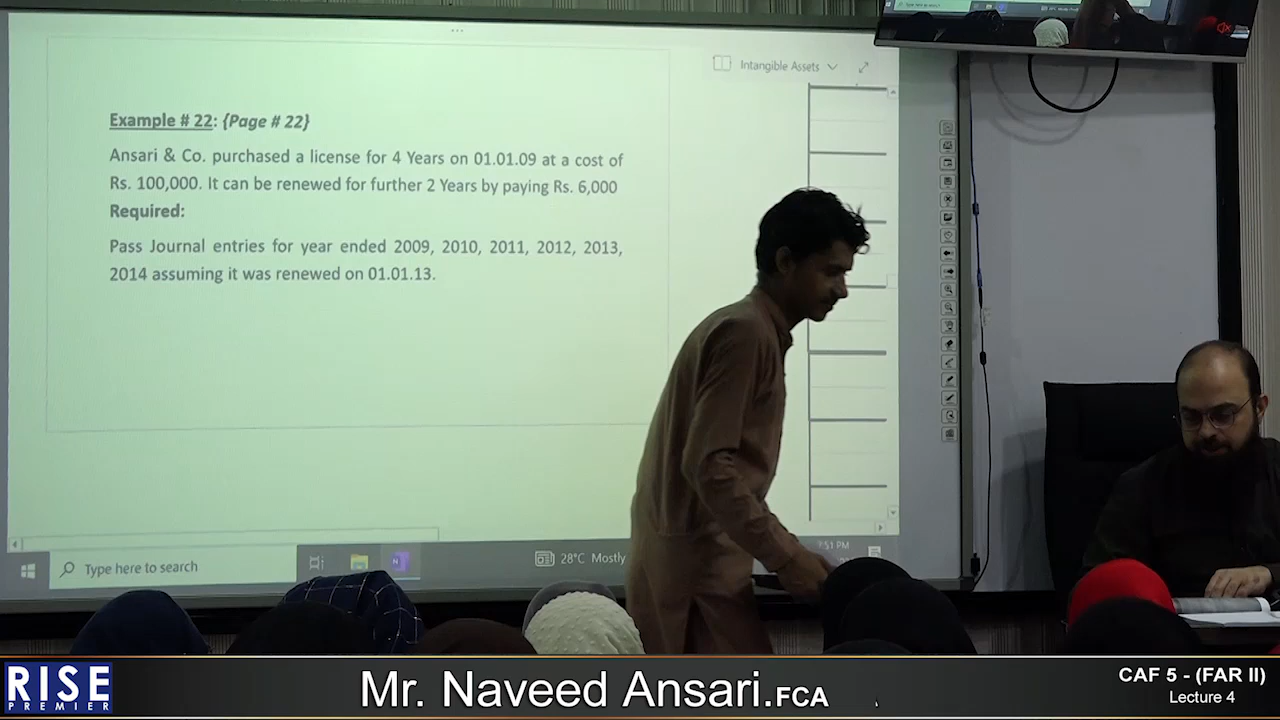 Intangible Assets
Example # 22: {Page # 22}
Ansari & Co. purchased a license for 4 Years on 01.01.09 at a cost of
Rs. 100,000. It can be renewed for further 2 Years by paying Rs. 6,000
Required:
Pass Journal entries for year ended 2009, 2010, 2011, 2012, 2013,
2014 assuming it was renewed on 01.01.13.
Type here to search
28°C Mostly
7:51 PM
RISE
PREMIER
Mr. Naveed Ansari.FCA
CAF 5 - (FAR II)
Lecture 4